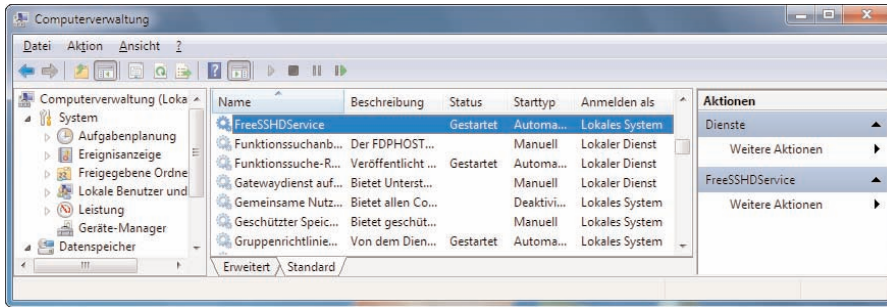 Computerverwaltung
Datei Aktion Ansicht ?
Computerverwaltung (Loka
System
Aufgabenplanung
Ereignisanzeige
Freigegebene Ordne
Lokale Benutzer und
Leistung
Geräte-Manager
Datenspeicher
Name Beschreibung Status Starttyp Anmelden als
FreeSSHDService Gestartet Automa... Lokales System
Funktionssuchanb... Der FDPHOST... Manuell Lokaler Dienst
Funktionssuche-R... Veröffentlicht ... Gestartet Automa... Lokaler Dienst
Gatewaydienst auf... Bietet Unterst... Manuell Lokaler Dienst
Gemeinsame Nutz... Bietet allen Co... Deaktivi... Lokales System
Geschützter Speic... Bietet geschüt... Manuell Lokales System
Gruppenrichtlinie... Von dem Dien... Gestartet Automa... Lokales System
Erweitert Standard
Aktionen
Dienste
Weitere Aktionen
FreeSSHDService
Weitere Aktionen